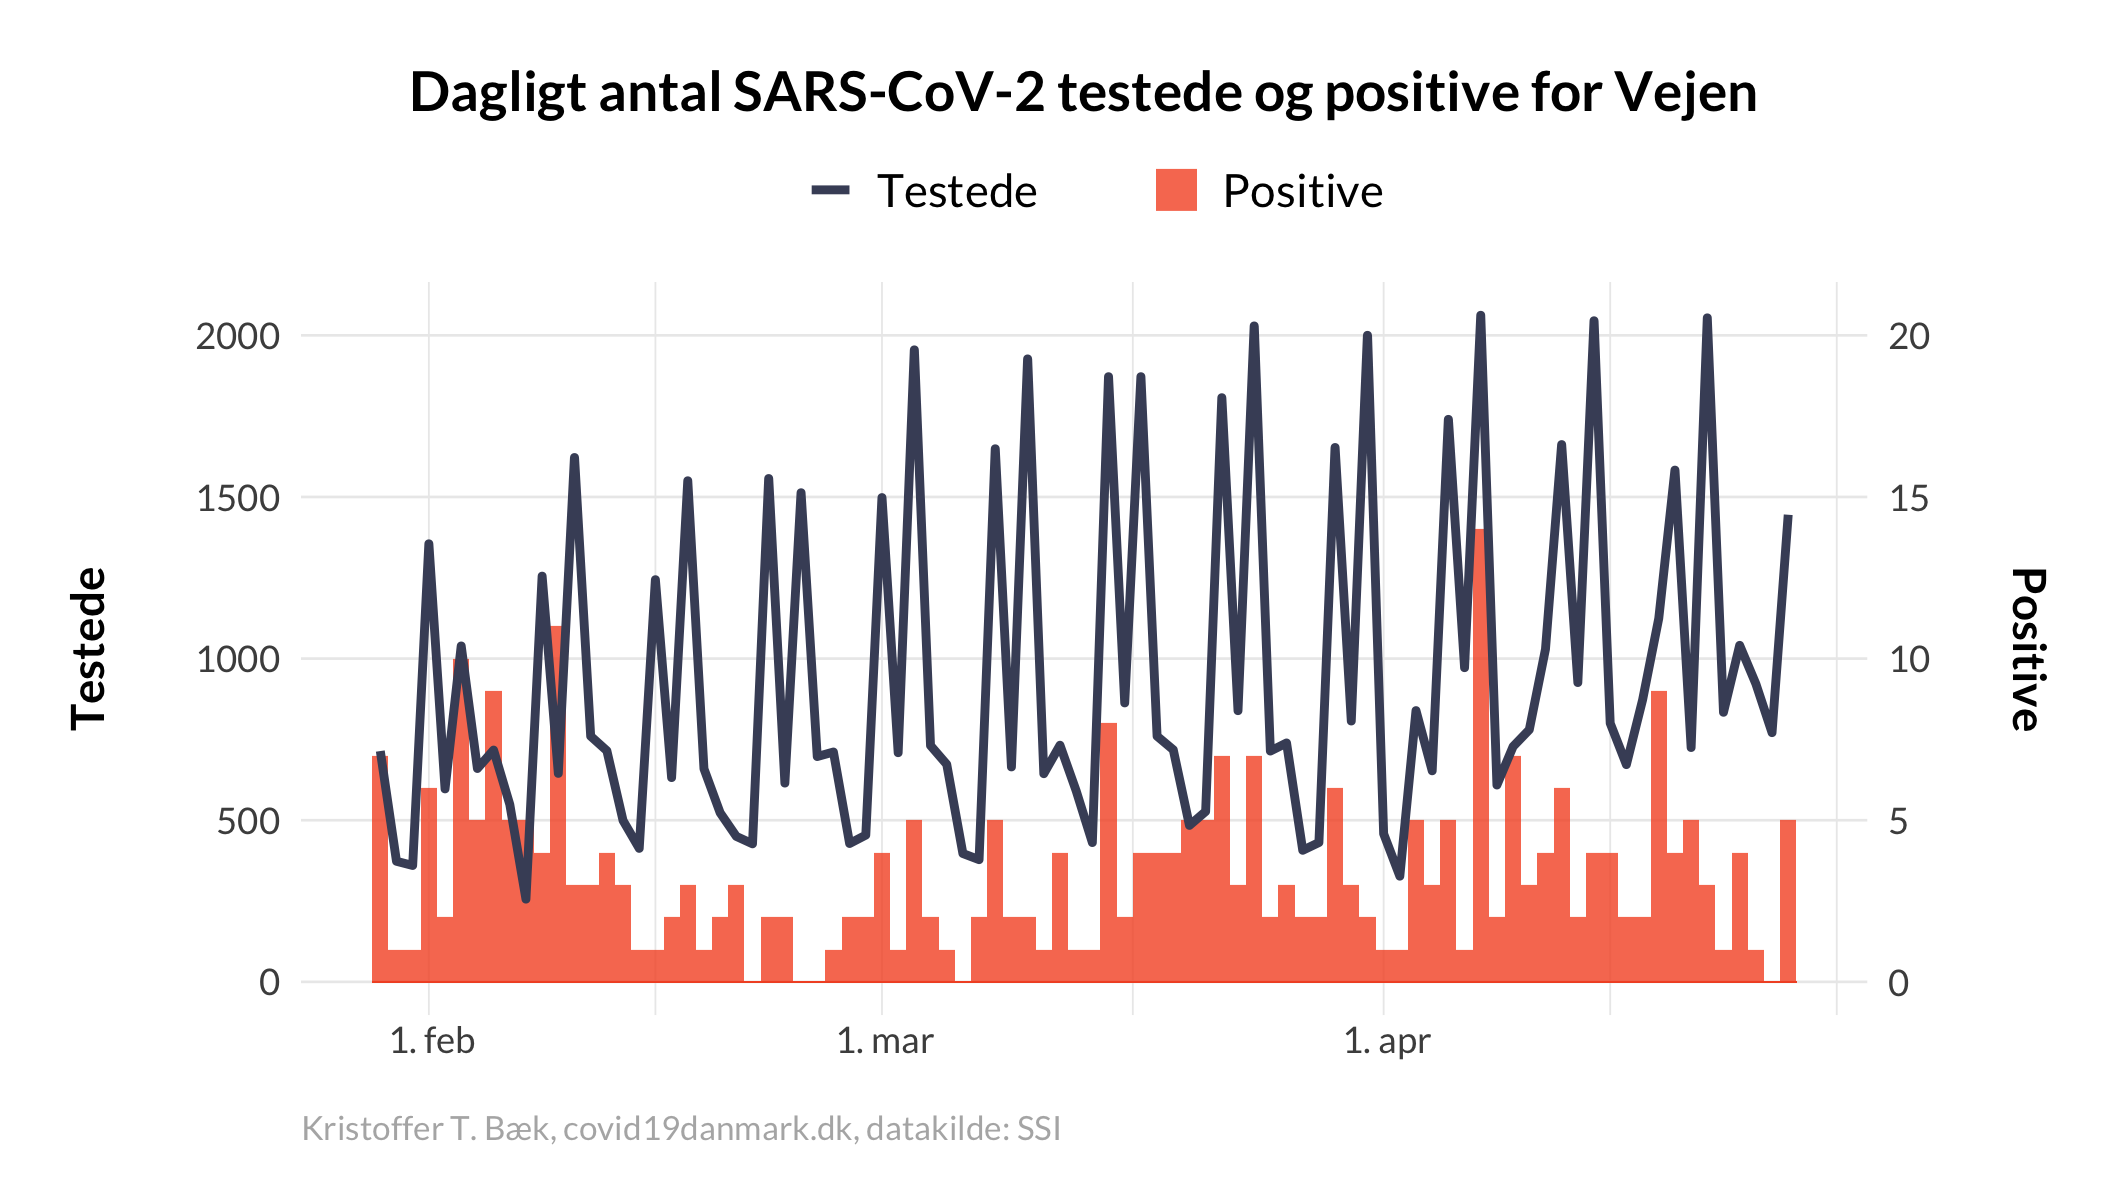 Dagligt antal SARS-CoV-2 testede og positive for Vejen
Testede Positive
2000 20
1500 15
1000 10
500 5
0 0
Testede
Positive
1. feb 1. mar 1. apr
Kristoffer T. Bæk, covid19danmark.dk, datakilde: SSI